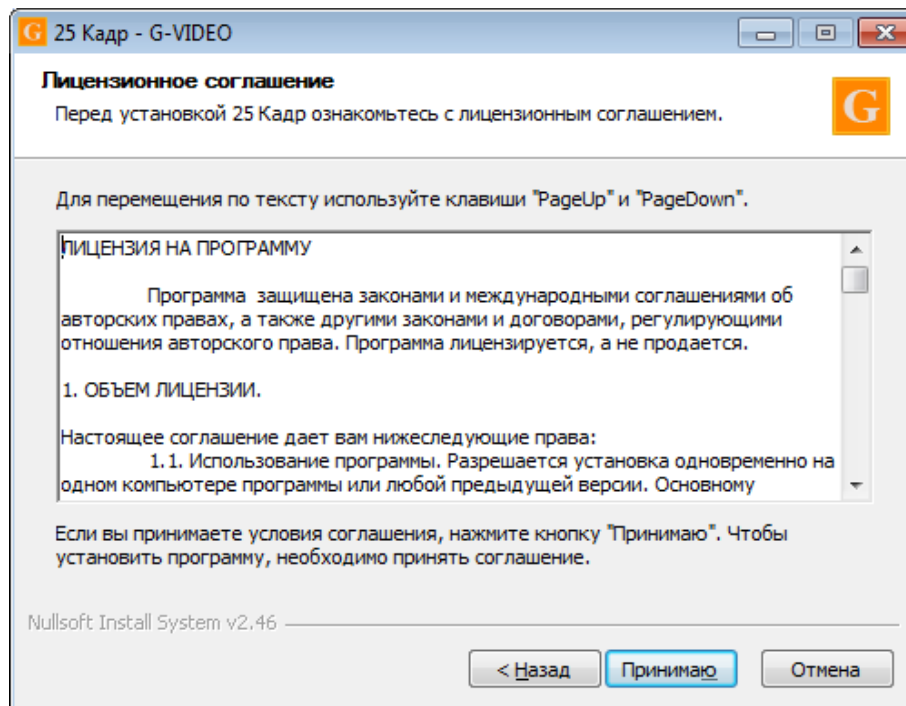 G 25 Кадр - G-VIDEO
Лицензионное соглашение
Перед установкой 25 Кадр ознакомьтесь с лицензионным соглашением.
G
Для перемещения по тексту используйте клавиши "PageUp" и "PageDown".
ЛИЦЕНЗИЯ НА ПРОГРАММУ
Программа защищена законами и международными соглашениями об
авторских правах, а также другими законами и договорами, регулирующими
отношения авторского права. Программа лицензируется, а не продается.
1. ОБЪЕМ ЛИЦЕНЗИИ.
Настоящее соглашение дает вам нижеследующие права:
1.1. Использование программы. Разрешается установка одновременно на
одном компьютере программы или любой предыдущей версии. Основному
Если вы принимаете условия соглашения, нажмите кнопку "Принимаю". Чтобы
установить программу, необходимо принять соглашение.
Nullsoft Install System v2.46
< Назад Принимаю Отмена